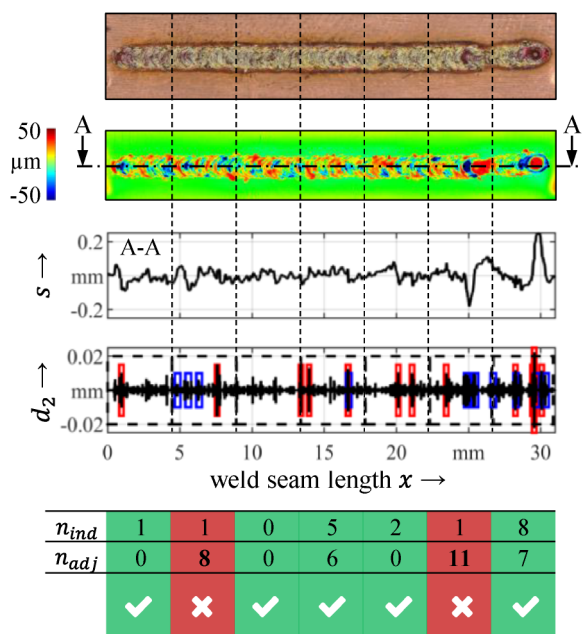 50
µm
-50
A
A
A-A
s →
0.2
mm
-0.2
d₂ →
0.02
mm
-0.02
0 5 10 15 20 mm 30
weld seam length x →
n_ind 1 1 0 5 2 1 8
n_adj 0 8 0 6 0 11 7